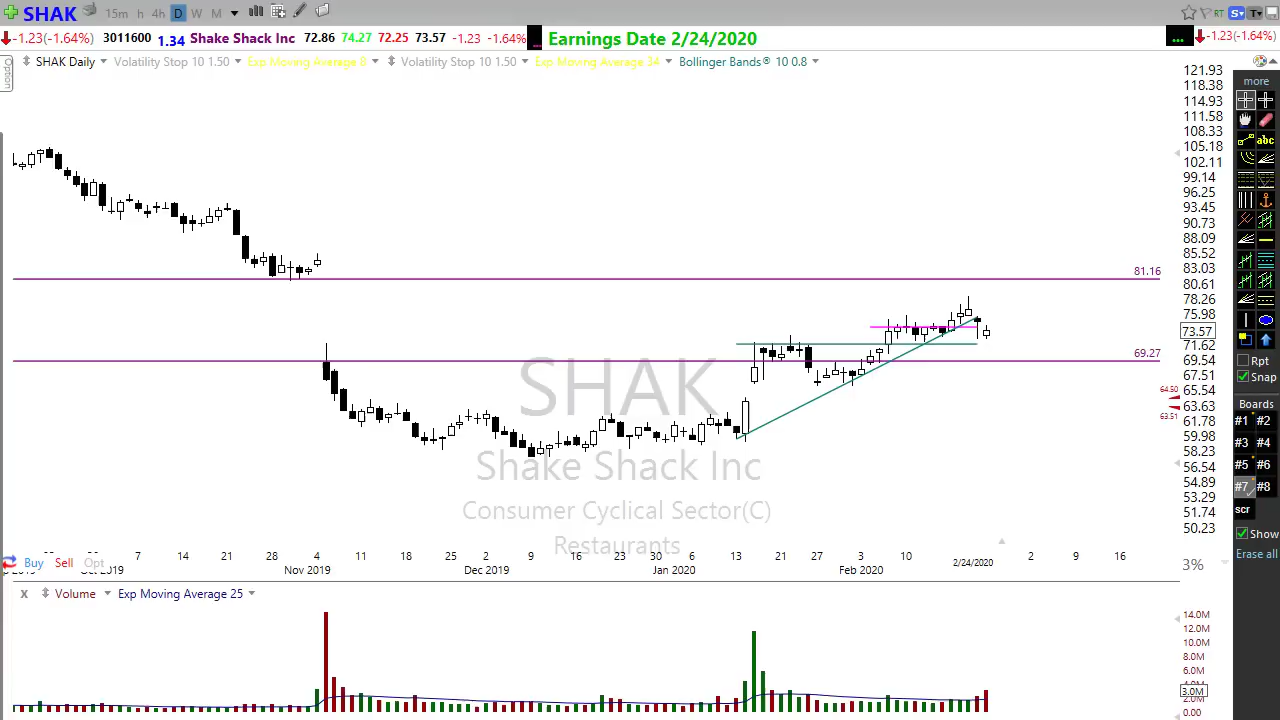 SHAK 15m h 4h D W M RT S T
-1.23(-1.64%) 3011600 1.34 Shake Shack Inc 72.86 74.27 72.25 73.57 -1.23 -1.64% ... Earnings Date 2/24/2020 ... -1.23(-1.64%)
Option
SHAK Daily Volatility Stop 10 1.50 Exp Moving Average 8 Volatility Stop 10 1.50 Exp Moving Average 34 Bollinger Bands® 10 0.8
121.93
118.38
114.93
111.58
108.33
105.18
102.11
99.14
96.25
93.45
90.73
88.09
85.52
83.03
80.61
78.26
75.98
73.57
71.62
69.54
67.51
65.54
63.63
61.78
59.98
58.23
56.54
54.89
53.29
51.74
50.23
81.16
69.27
64.50
63.51
SHAK
Shake Shack Inc
Consumer Cyclical Sector(C)
Restaurants
more
abc
Rpt
Snap
Boards
#1 #2
#3 #4
#5 #6
#7 #8
scr
Show
Erase all
7 14 21 28 4 11 18 25 2 9 16 23 30 6 13 21 27 3 10 2 9 16
Oct 2019 Nov 2019 Dec 2019 Jan 2020 Feb 2020 2/24/2020
Buy Sell Opt
3%
x Volume Exp Moving Average 25
14.0M
12.0M
10.0M
8.0M
6.0M
3.0M
2.0M
0.00